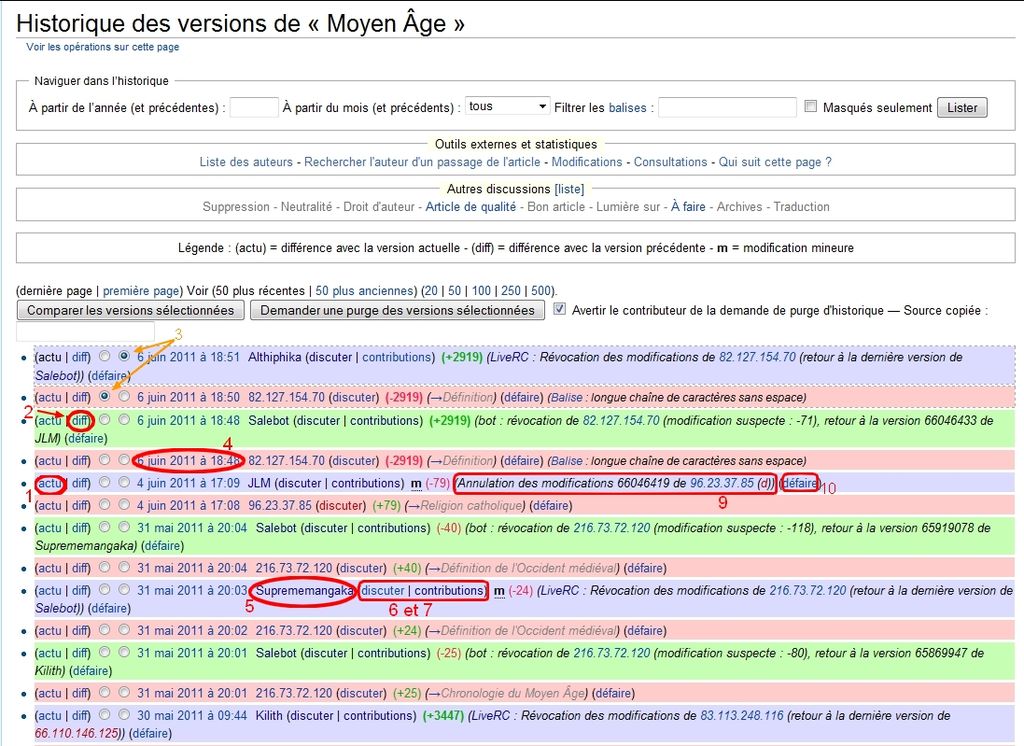 Historique des versions de « Moyen Âge »
Voir les opérations sur cette page
Naviguer dans l'historique
À partir de l'année (et précédentes) : À partir du mois (et précédents) : tous Filtrer les balises : Masqués seulement Lister
Outils externes et statistiques
Liste des auteurs - Rechercher l'auteur d'un passage de l'article - Modifications - Consultations - Qui suit cette page ?
Autres discussions [liste]
Suppression - Neutralité - Droit d'auteur - Article de qualité - Bon article - Lumière sur - À faire - Archives - Traduction
Légende : (actu) = différence avec la version actuelle - (diff) = différence avec la version précédente - m = modification mineure
(dernière page | première page) Voir (50 plus récentes | 50 plus anciennes) (20 | 50 | 100 | 250 | 500).
Comparer les versions sélectionnées Demander une purge des versions sélectionnées Avertir le contributeur de la demande de purge d'historique — Source copiée :
3
(actu | diff) 6 juin 2011 à 18:51 Althiphika (discuter | contributions) (+2919) (LiveRC : Révocation des modifications de 82.127.154.70 (retour à la dernière version de
Salebot)) (défaire)
(actu | diff) 6 juin 2011 à 18:50 82.127.154.70 (discuter) (-2919) (→Définition) (défaire) (Balise : longue chaîne de caractères sans espace)
2
(actu | diff) 6 juin 2011 à 18:48 Salebot (discuter | contributions) (+2919) (bot : révocation de 82.127.154.70 (modification suspecte : -71), retour à la version 66046433 de
JLM) (défaire)
4
(actu | diff) 6 juin 2011 à 18:48 82.127.154.70 (discuter) (-2919) (→Définition) (défaire) (Balise : longue chaîne de caractères sans espace)
(actu | diff) 4 juin 2011 à 17:09 JLM (discuter | contributions) m (-79) (Annulation des modifications 66046419 de 96.23.37.85 (d)) (défaire)
1 9 10
(actu | diff) 4 juin 2011 à 17:08 96.23.37.85 (discuter) (+79) (→Religion catholique) (défaire)
(actu | diff) 31 mai 2011 à 20:04 Salebot (discuter | contributions) (-40) (bot : révocation de 216.73.72.120 (modification suspecte : -118), retour à la version 65919078 de
Suprememangaka) (défaire)
(actu | diff) 31 mai 2011 à 20:04 216.73.72.120 (discuter) (+40) (→Définition de l'Occident médiéval) (défaire)
(actu | diff) 31 mai 2011 à 20:03 Suprememangaka (discuter | contributions) m (-24) (LiveRC : Révocation des modifications de 216.73.72.120 (retour à la dernière version de
Salebot)) (défaire)
5 6 et 7
(actu | diff) 31 mai 2011 à 20:02 216.73.72.120 (discuter) (+24) (→Définition de l'Occident médiéval) (défaire)
(actu | diff) 31 mai 2011 à 20:01 Salebot (discuter | contributions) (-25) (bot : révocation de 216.73.72.120 (modification suspecte : -80), retour à la version 65869947 de
Kilith) (défaire)
(actu | diff) 31 mai 2011 à 20:01 216.73.72.120 (discuter) (+25) (→Chronologie du Moyen Âge) (défaire)
(actu | diff) 30 mai 2011 à 09:44 Kilith (discuter | contributions) (+3447) (LiveRC : Révocation des modifications de 83.113.248.116 (retour à la dernière version de
66.110.146.125)) (défaire)